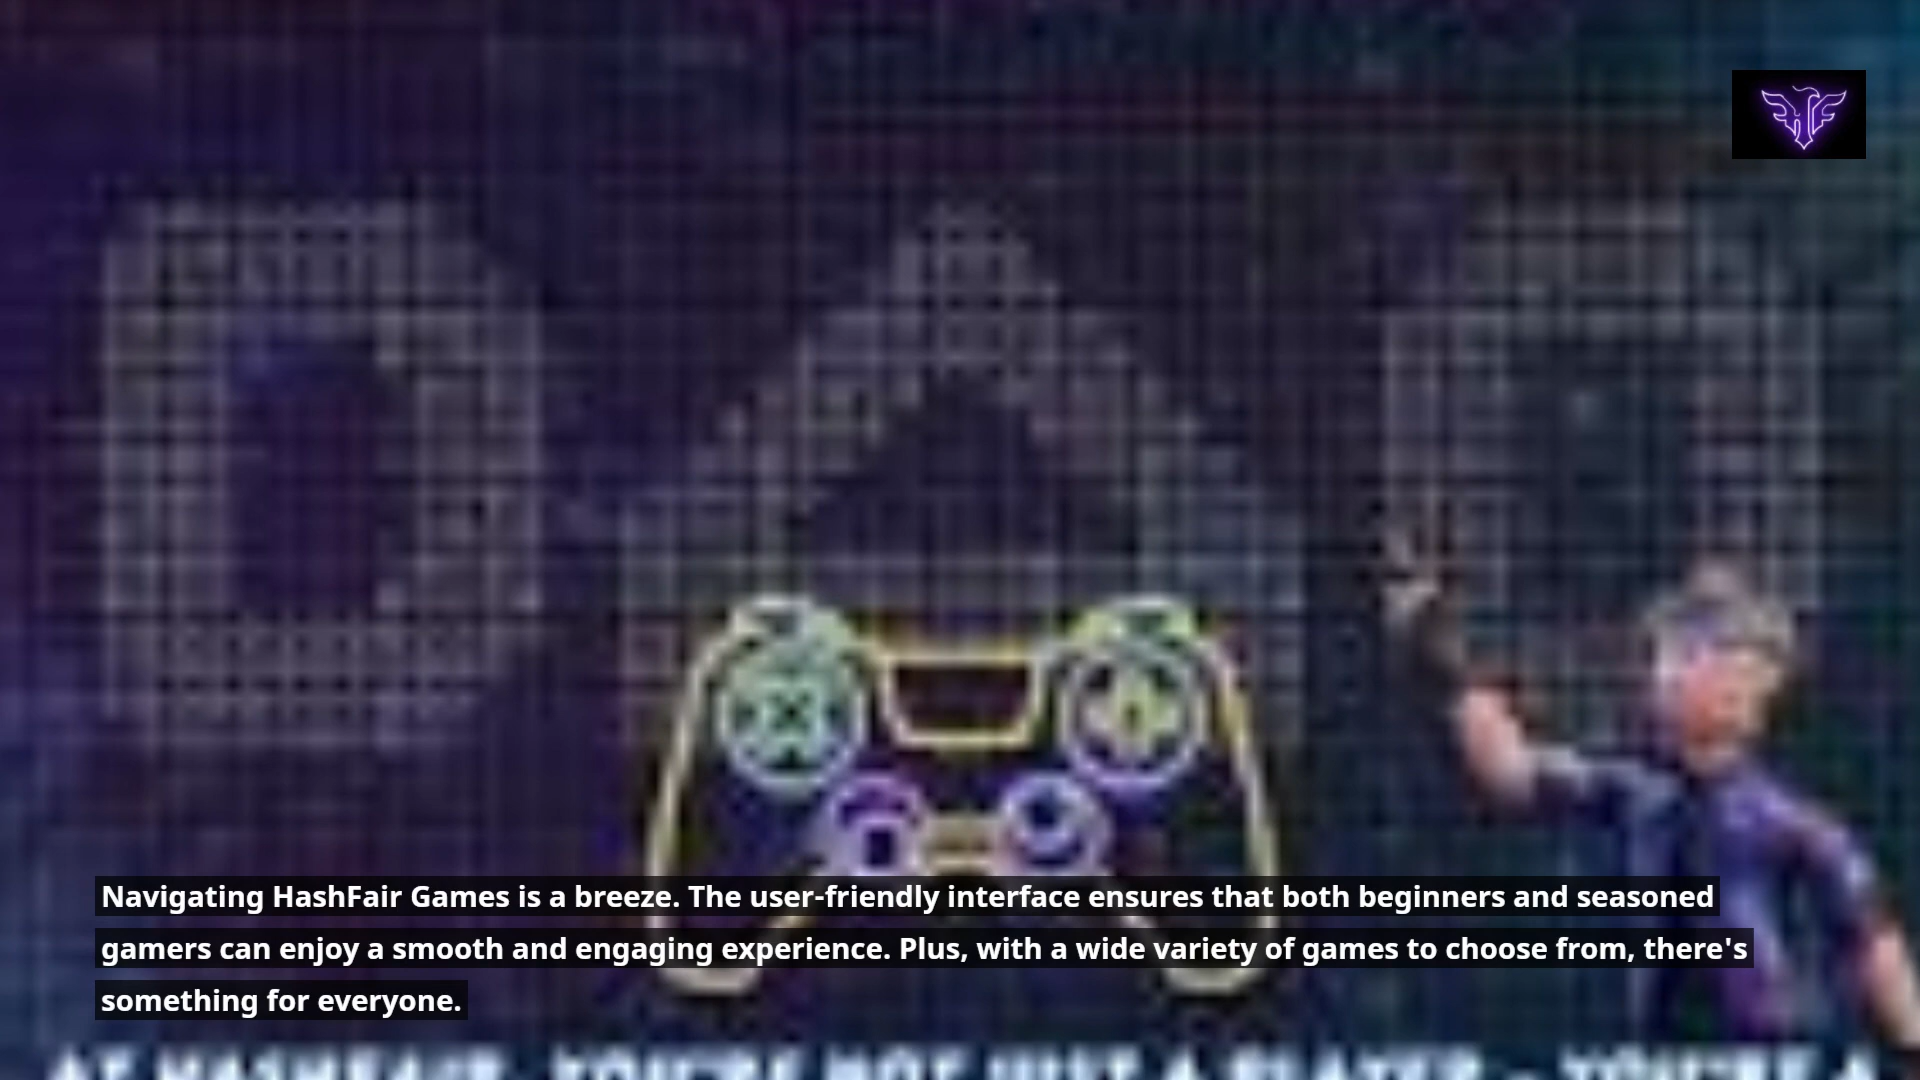 Navigating HashFair Games is a breeze. The user-friendly interface ensures that both beginners and seasoned
gamers can enjoy a smooth and engaging experience. Plus, with a wide variety of games to choose from, there's
something for everyone.